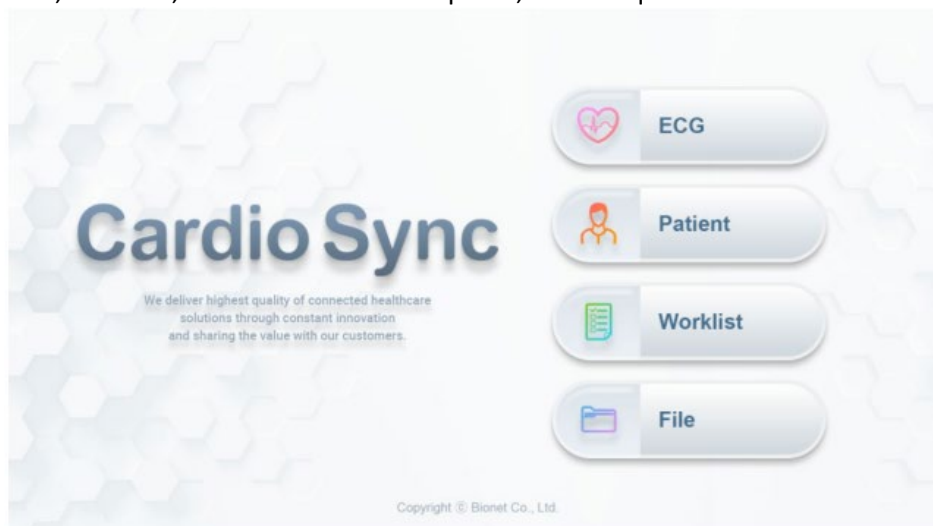 Cardio Sync
We deliver highest quality of connected healthcare
solutions through constant innovation
and sharing the value with our customers.
ECG
Patient
Worklist
File
Copyright © Bionet Co., Ltd.